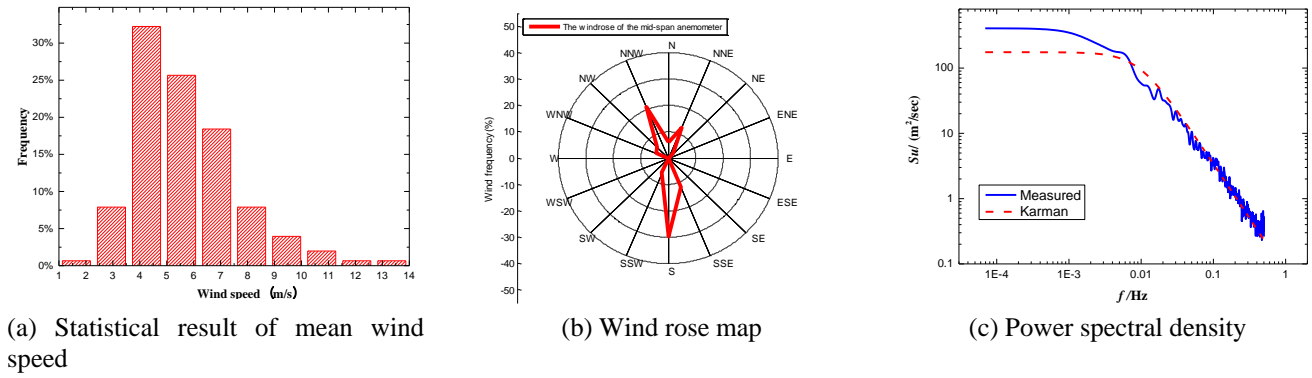 30%
25%
20%
15%
10%
5%
0%
Frequency
1 2 3 4 5 6 7 8 9 10 11 12 13 14
Wind speed (m/s)
(a) Statistical result of mean wind
speed
50
40
30
20
10
0
-10
-20
-30
-40
-50
Wind frequency(%)
The windrose of the mid-span anemometer
N
NNE
NE
ENE
E
ESE
SE
SSE
S
SSW
SW
WSW
W
WNW
NW
NNW
(b) Wind rose map
100
10
1
0.1
Su/ (m²/sec)
Measured
Karman
1E-4 1E-3 0.01 0.1 1
f /Hz
(c) Power spectral density